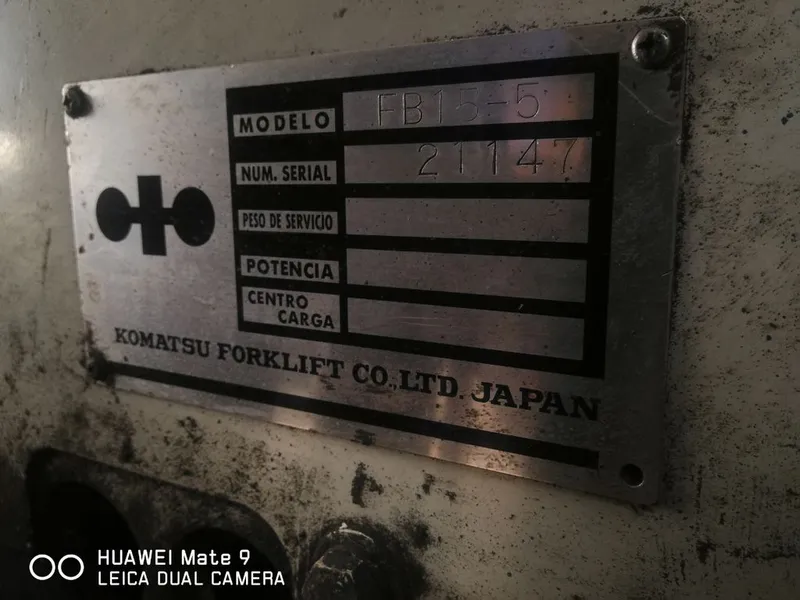 MODELO FB15-5
NUM. SERIAL 21147
PESO DE SERVICIO
POTENCIA
CENTRO
CARGA
KOMATSU FORKLIFT CO.,LTD. JAPAN
HUAWEI Mate 9
LEICA DUAL CAMERA